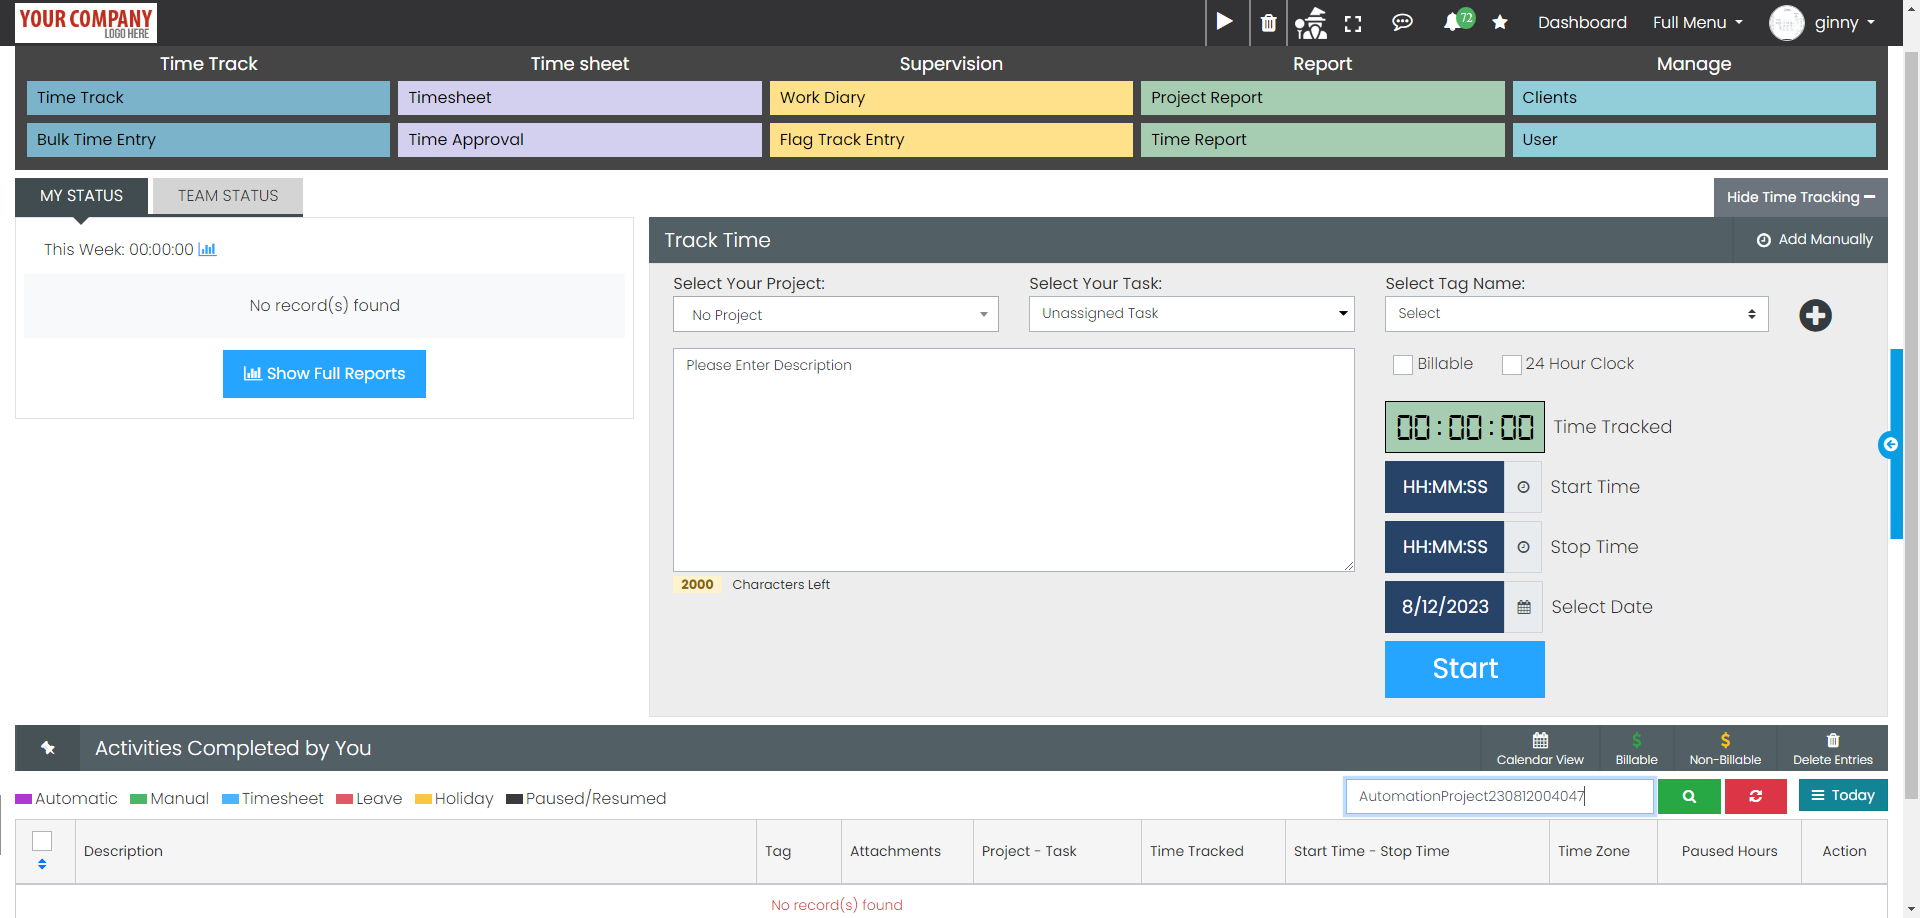 YOUR COMPANY
LOGO HERE
72
Dashboard
Full Menu
ginny
Time Track
Time sheet
Supervision
Report
Manage
Time Track
Timesheet
Work Diary
Project Report
Clients
Bulk Time Entry
Time Approval
Flag Track Entry
Time Report
User
MY STATUS
TEAM STATUS
Hide Time Tracking
This Week: 00:00:00
No record(s) found
Show Full Reports
Track Time
Add Manually
Select Your Project:
Select Your Task:
Select Tag Name:
No Project
Unassigned Task
Select
Please Enter Description
Billable
24 Hour Clock
00:00:00
Time Tracked
HH:MM:SS
Start Time
HH:MM:SS
Stop Time
2000 Characters Left
8/12/2023
Select Date
Start
Activities Completed by You
Calendar View
Billable
Non-Billable
Delete Entries
Automatic
Manual
Timesheet
Leave
Holiday
Paused/Resumed
AutomationProject230812004047
Today
Description
Tag
Attachments
Project - Task
Time Tracked
Start Time - Stop Time
Time Zone
Paused Hours
Action
No record(s) found